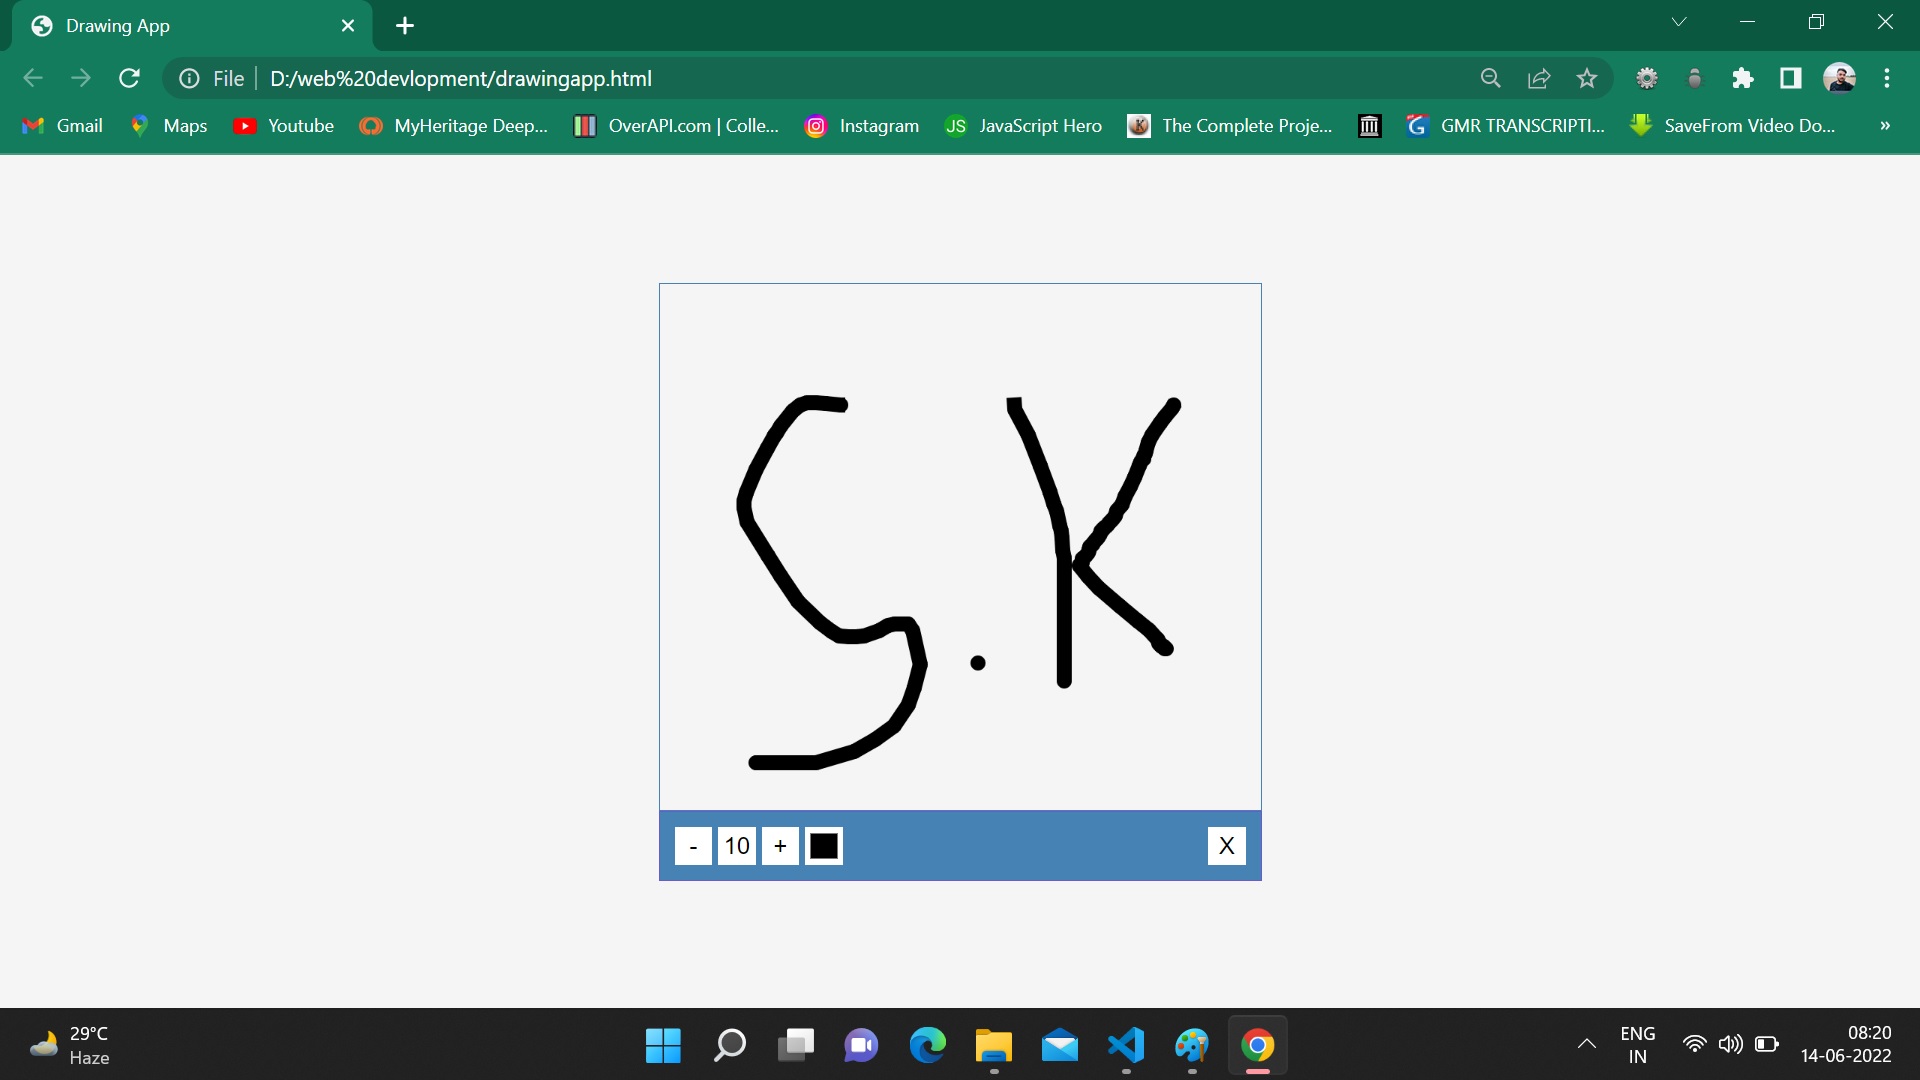 Drawing App
File D:/web%20devlopment/drawingapp.html
Gmail Maps Youtube MyHeritage Deep... OverAPI.com | Colle... Instagram JS JavaScript Hero The Complete Proje... GMR TRANSCRIPTI... SaveFrom Video Do... »
S.K
- 10 + X
29°C
Haze
ENG
IN
08:20
14-06-2022